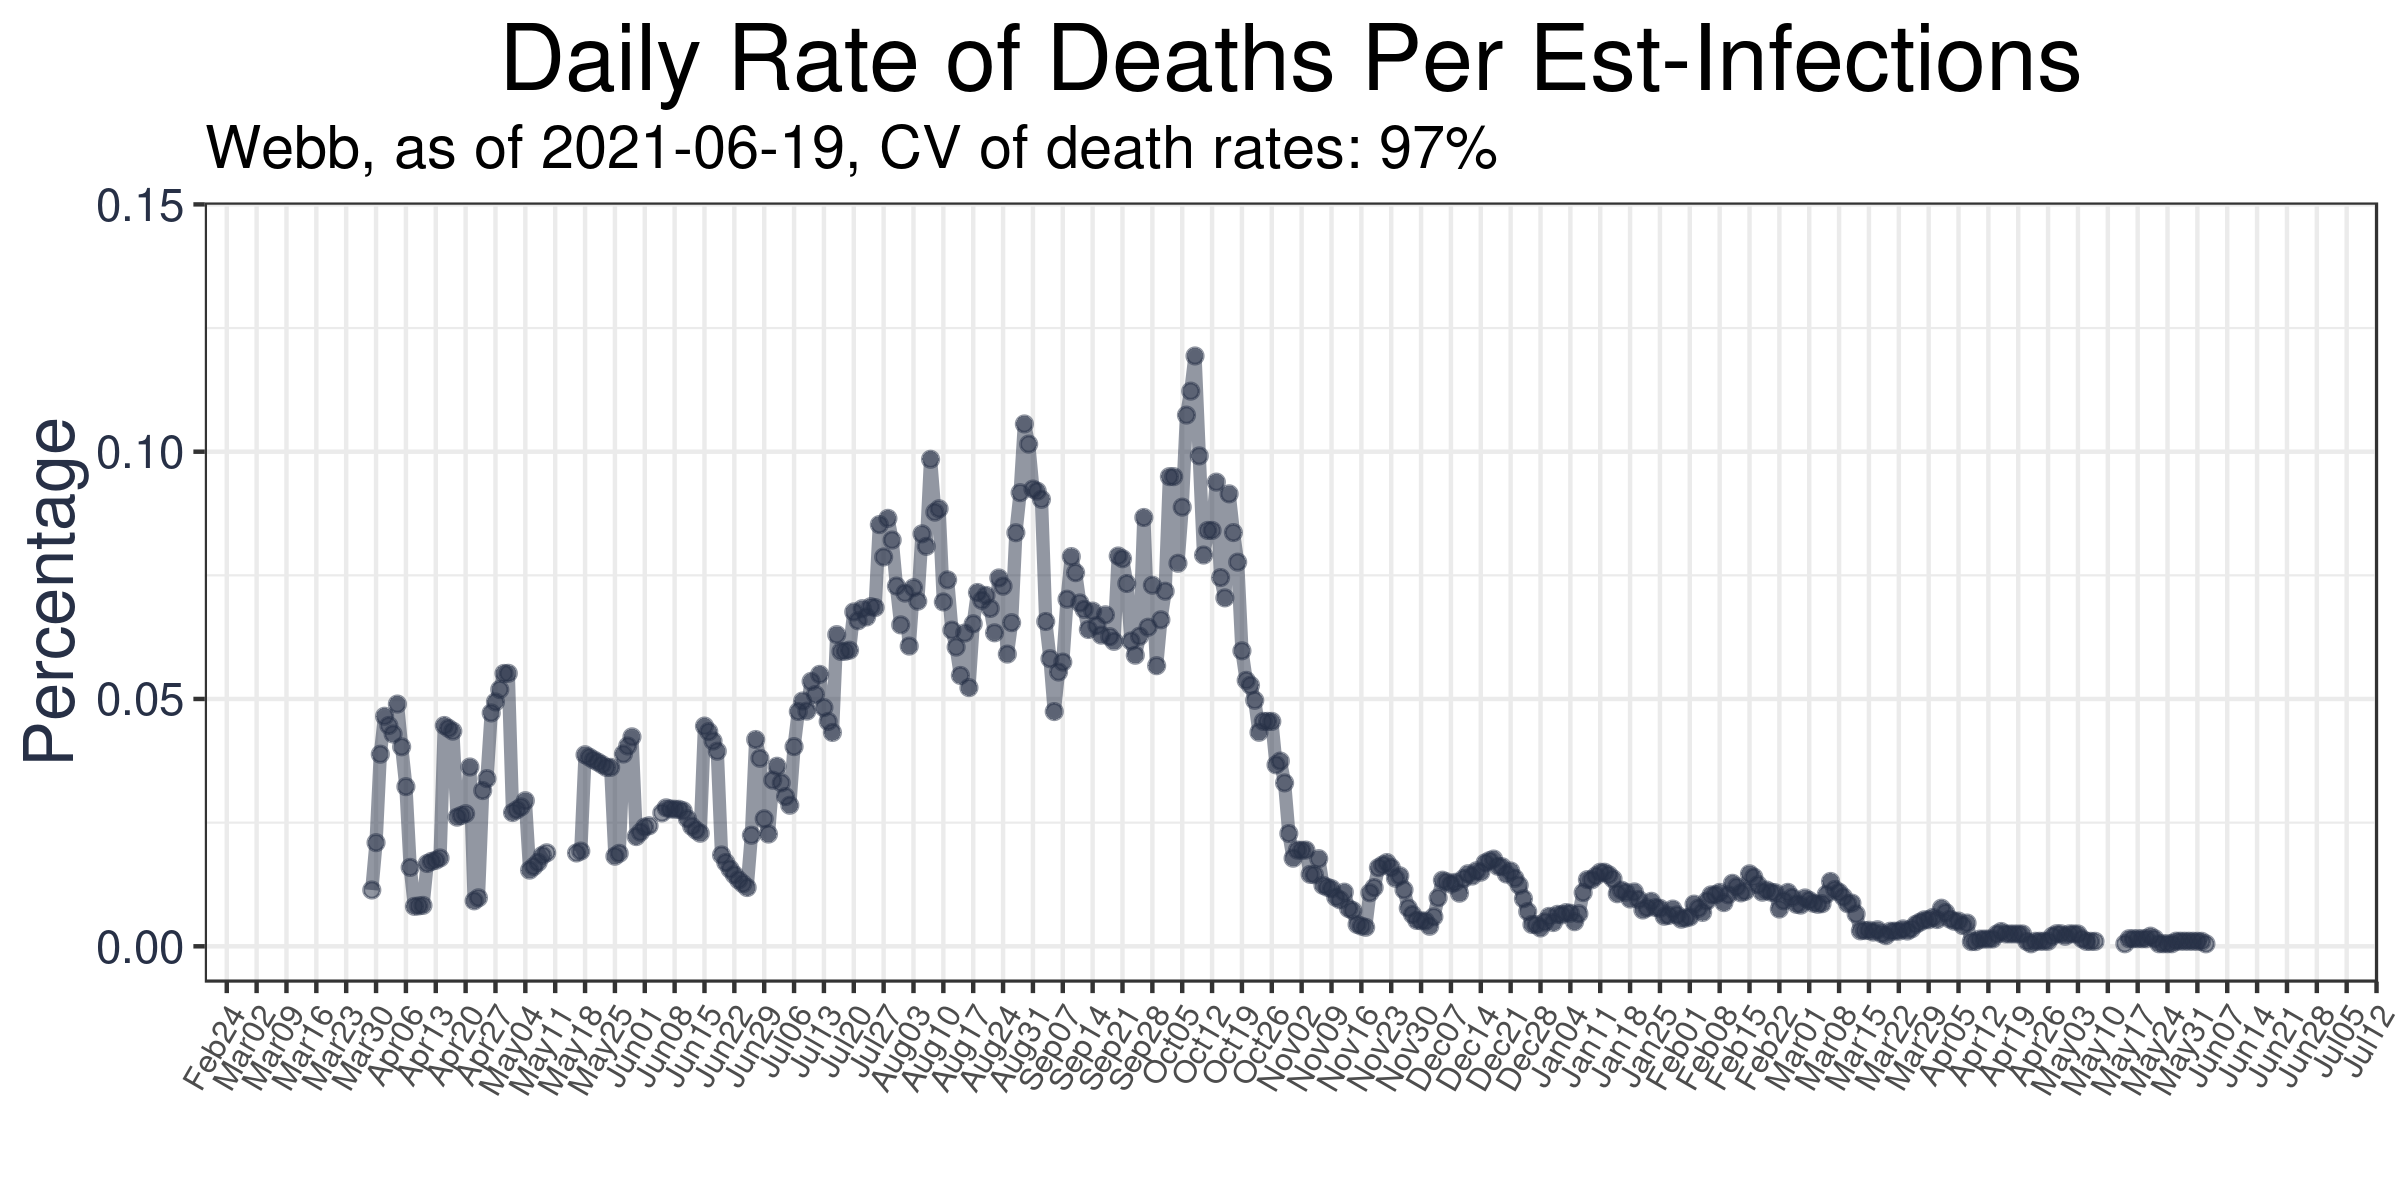 Daily Rate of Deaths Per Est-Infections
Webb, as of 2021-06-19, CV of death rates: 97%
Percentage
0.15
0.10
0.05
0.00
Feb24
Mar02
Mar09
Mar16
Mar23
Mar30
Apr06
Apr13
Apr20
Apr27
May04
May11
May18
May25
Jun01
Jun08
Jun15
Jun22
Jun29
Jul06
Jul13
Jul20
Jul27
Aug03
Aug10
Aug17
Aug24
Aug31
Sep07
Sep14
Sep21
Sep28
Oct05
Oct12
Oct19
Oct26
Nov02
Nov09
Nov16
Nov23
Nov30
Dec07
Dec14
Dec21
Dec28
Jan04
Jan11
Jan18
Jan25
Feb01
Feb08
Feb15
Feb22
Mar01
Mar08
Mar15
Mar22
Mar29
Apr05
Apr12
Apr19
Apr26
May03
May10
May17
May24
May31
Jun07
Jun14
Jun21
Jun28
Jul05
Jul12